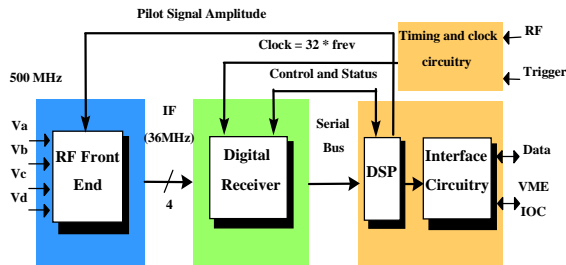 Pilot Signal Amplitude
Clock = 32 * frev
Timing and clock
circuitry
RF
Trigger
Control and Status
500 MHz
IF
(36MHz)
Serial
Bus
Va
Vb
Vc
Vd
RF Front
End
4
Digital
Receiver
DSP
Interface
Circuitry
Data
VME
IOC